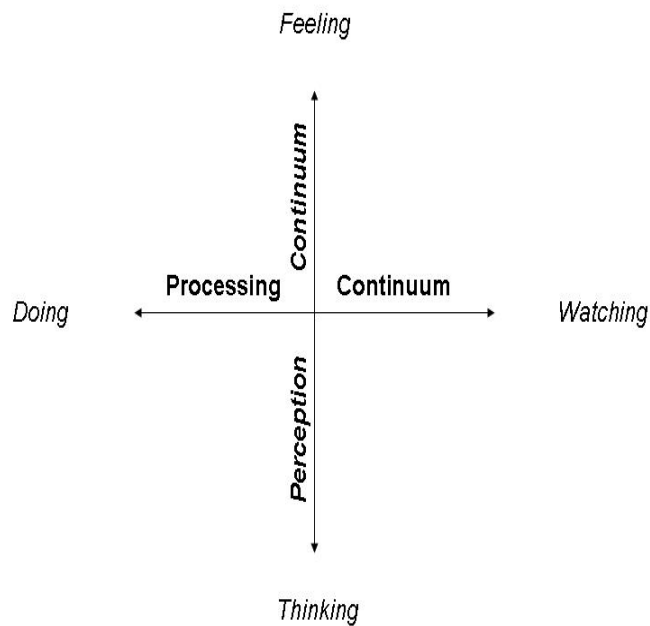 Feeling
Perception Continuum
Processing Continuum
Doing
Watching
Thinking